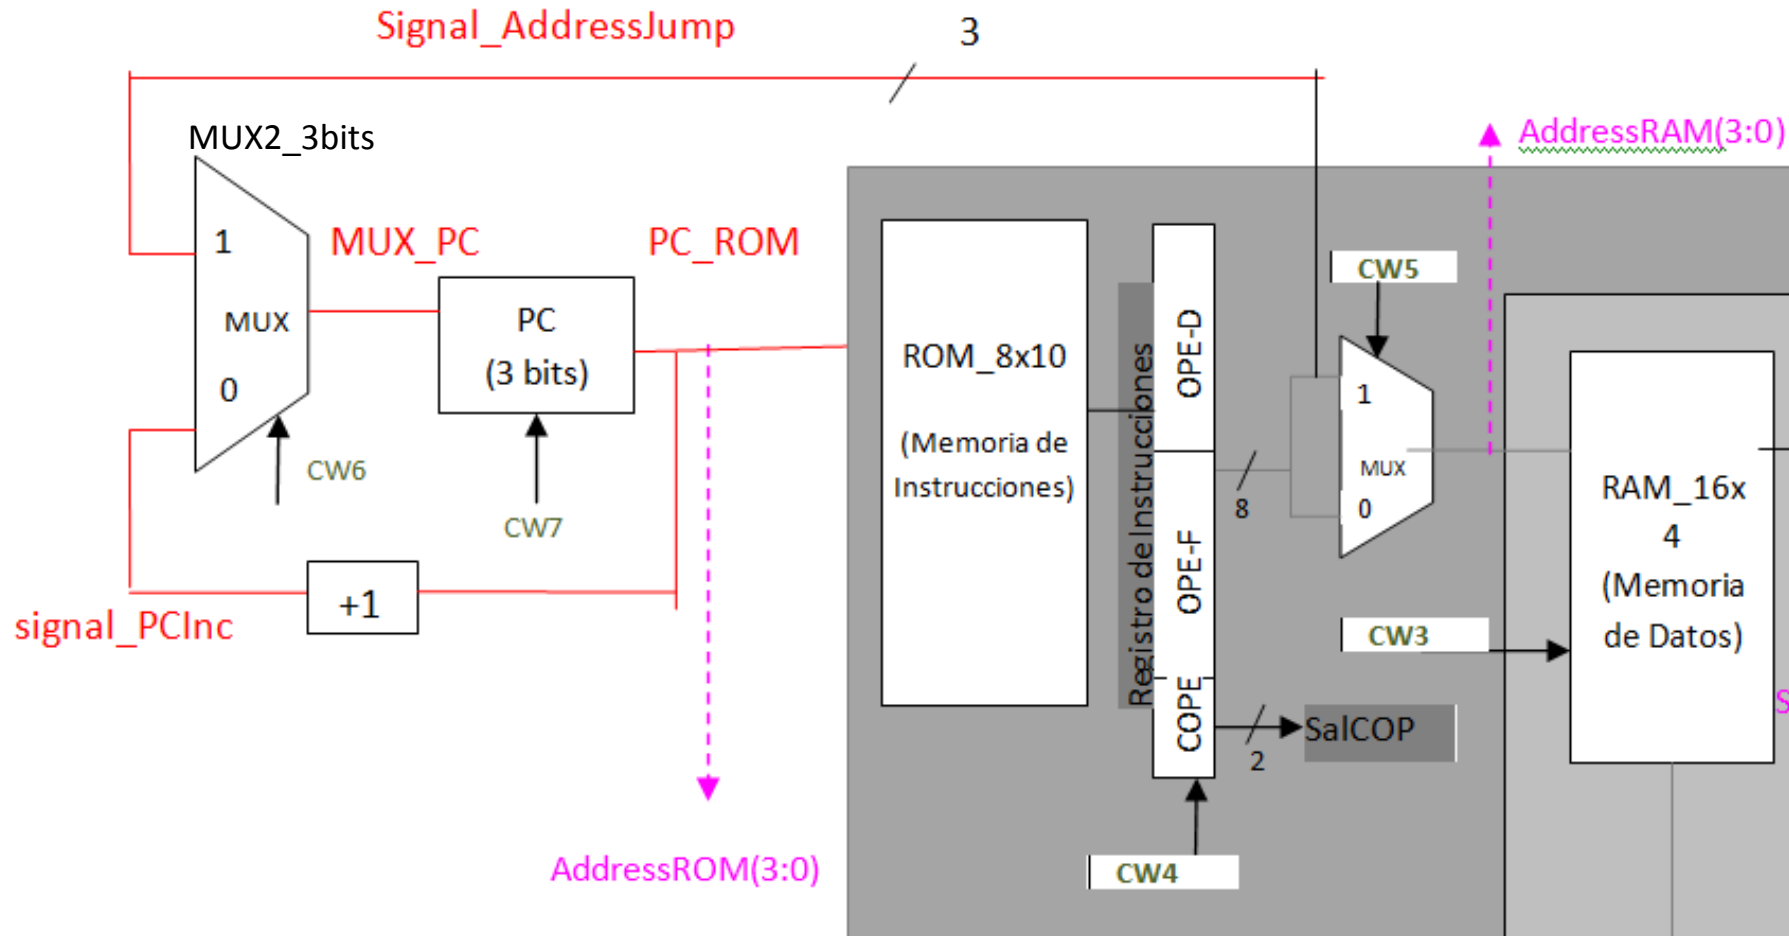 Signal_AddressJump
3
MUX2_3bits
AddressRAM(3:0)
1
MUX_PC
PC_ROM
CW5
MUX
0
PC
(3 bits)
ROM_8x10
(Memoria de
Instrucciones)
Registro de Instrucciones
OPE-D
OPE-F
COPE
1
MUX
0
8
RAM_16x
4
(Memoria
de Datos)
CW6
CW7
+1
signal_PCInc
CW3
SalCOP
2
CW4
AddressROM(3:0)
S